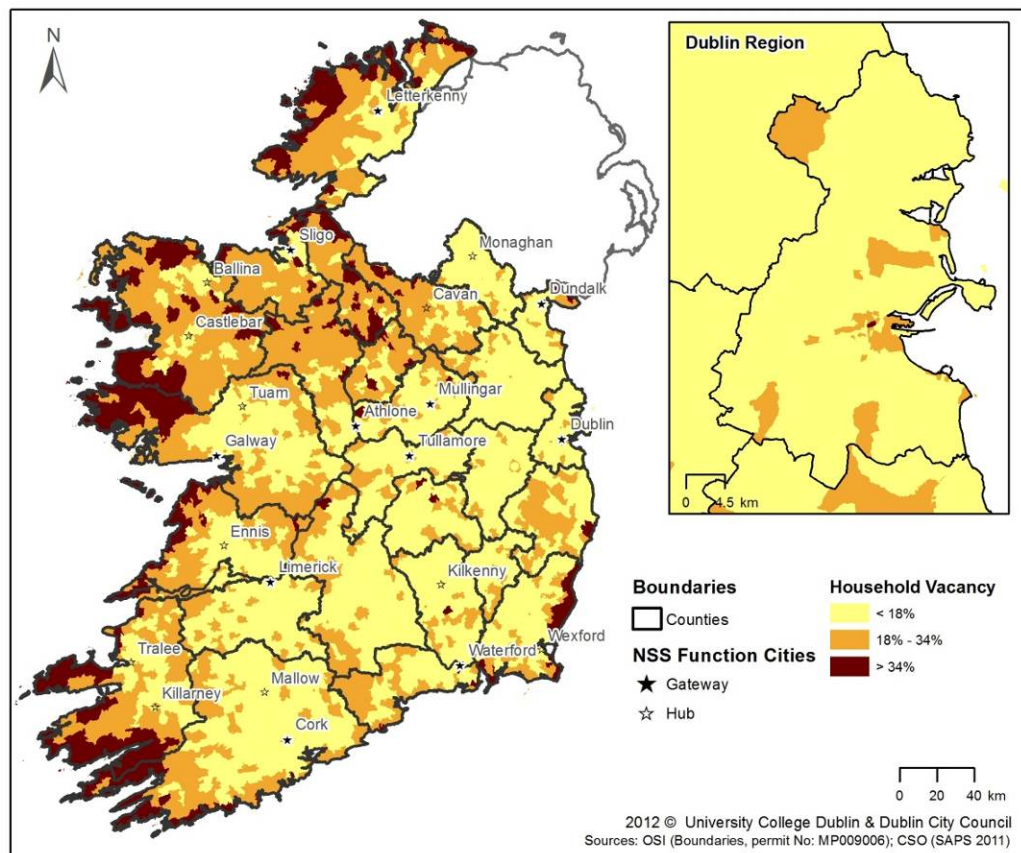 N
Dublin Region
Letterkenny
Sligo
Monaghan
Ballina
Cavan
Dundalk
Castlebar
Tuam
Mullingar
Athlone
Dublin
Galway
Tullamore
Ennis
Limerick
Kilkenny
Wexford
Tralee
Waterford
Killarney
Mallow
Cork
0 4.5 km
Boundaries
Counties
NSS Function Cities
Gateway
Hub
Household Vacancy
< 18%
18% - 34%
> 34%
0 20 40 km
2012 © University College Dublin & Dublin City Council
Sources: OSI (Boundaries, permit No: MP009006); CSO (SAPS 2011)